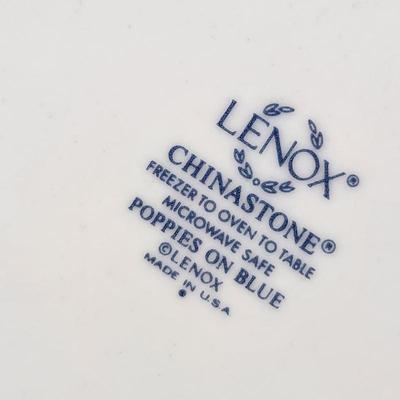 LENOX®
CHINASTONE®
FREEZER TO OVEN TO TABLE
MICROWAVE SAFE
POPPIES ON BLUE
©LENOX
MADE IN U.S.A